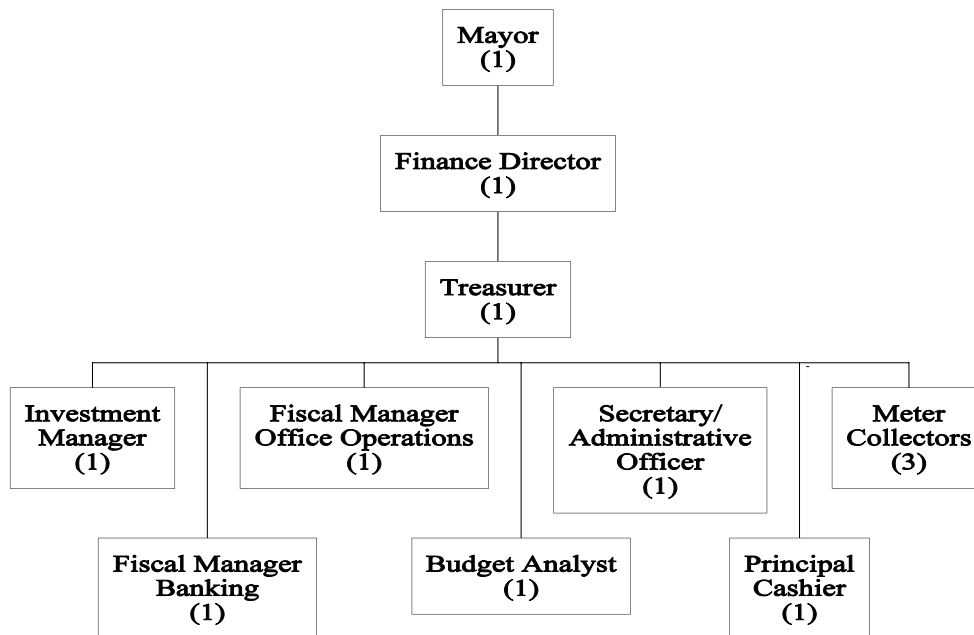 Mayor
(1)
Finance Director
(1)
Treasurer
(1)
Investment
Manager
(1)
Fiscal Manager
Office Operations
(1)
Secretary/
Administrative
Officer
(1)
Meter
Collectors
(3)
Fiscal Manager
Banking
(1)
Budget Analyst
(1)
Principal
Cashier
(1)